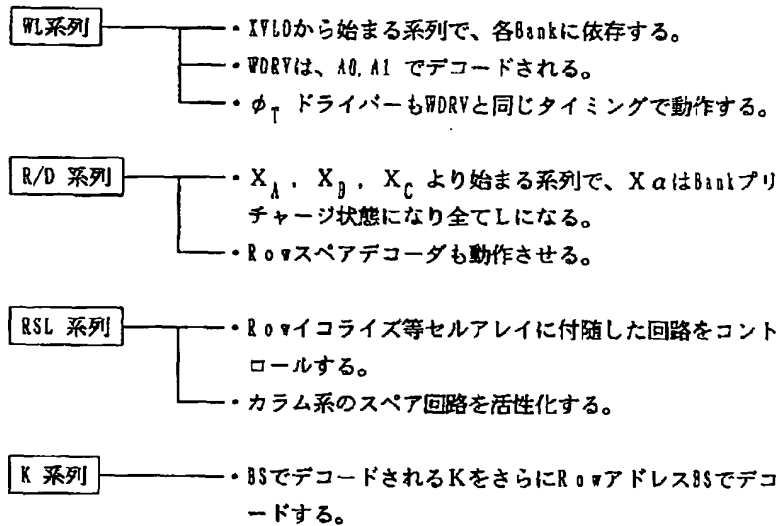 WL系列
・XVLDから始まる系列で、各Bankに依存する。
・WDRVは、A0, A1 でデコードされる。
・φT ドライバーもWDRVと同じタイミングで動作する。
R/D 系列
・XA, XB, XC より始まる系列で、XαはBankプリ
チャージ状態になり全てLになる。
・Rowスペアデコーダも動作させる。
RSL 系列
・Rowイコライズ等セルアレイに付随した回路をコント
ロールする。
・カラム系のスペア回路を活性化する。
K 系列
・BSでデコードされるKをさらにRowアドレスBSでデコ
ードする。